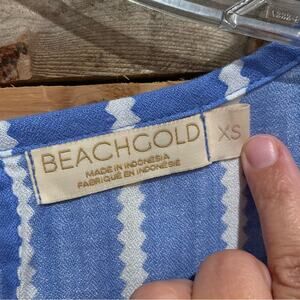 BEACHGOLD
MADE IN INDONESIA
FABRIQUÉ EN INDONÉSIE
XS